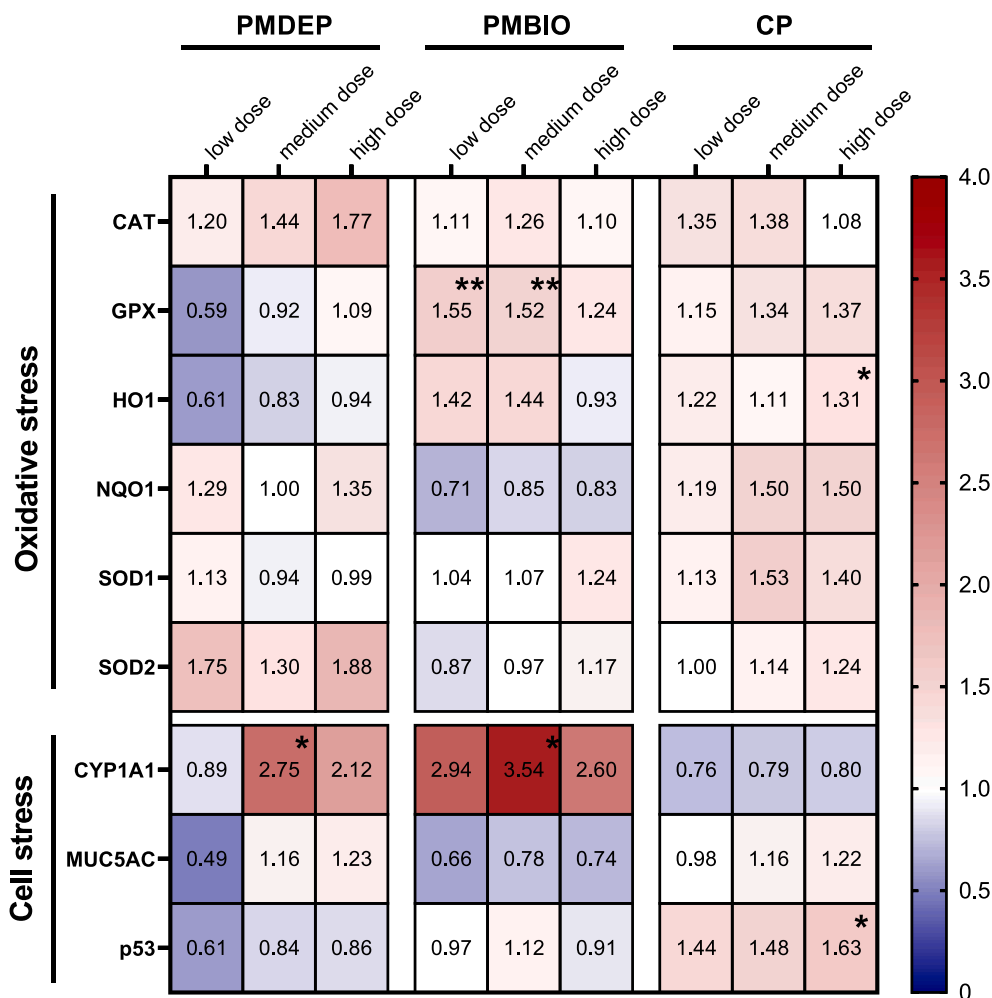 PMDEP PMBIO CP
low dose medium dose high dose low dose medium dose high dose low dose medium dose high dose
Oxidative stress
CAT 1.20 1.44 1.77 1.11 1.26 1.10 1.35 1.38 1.08
GPX 0.59 0.92 1.09 1.55** 1.52** 1.24 1.15 1.34 1.37
HO1 0.61 0.83 0.94 1.42 1.44 0.93 1.22 1.11 1.31*
NQO1 1.29 1.00 1.35 0.71 0.85 0.83 1.19 1.50 1.50
SOD1 1.13 0.94 0.99 1.04 1.07 1.24 1.13 1.53 1.40
SOD2 1.75 1.30 1.88 0.87 0.97 1.17 1.00 1.14 1.24
Cell stress
CYP1A1 0.89 2.75* 2.12 2.94 3.54* 2.60 0.76 0.79 0.80
MUC5AC 0.49 1.16 1.23 0.66 0.78 0.74 0.98 1.16 1.22
p53 0.61 0.84 0.86 0.97 1.12 0.91 1.44 1.48 1.63*
4.0
3.5
3.0
2.5
2.0
1.5
1.0
0.5
0